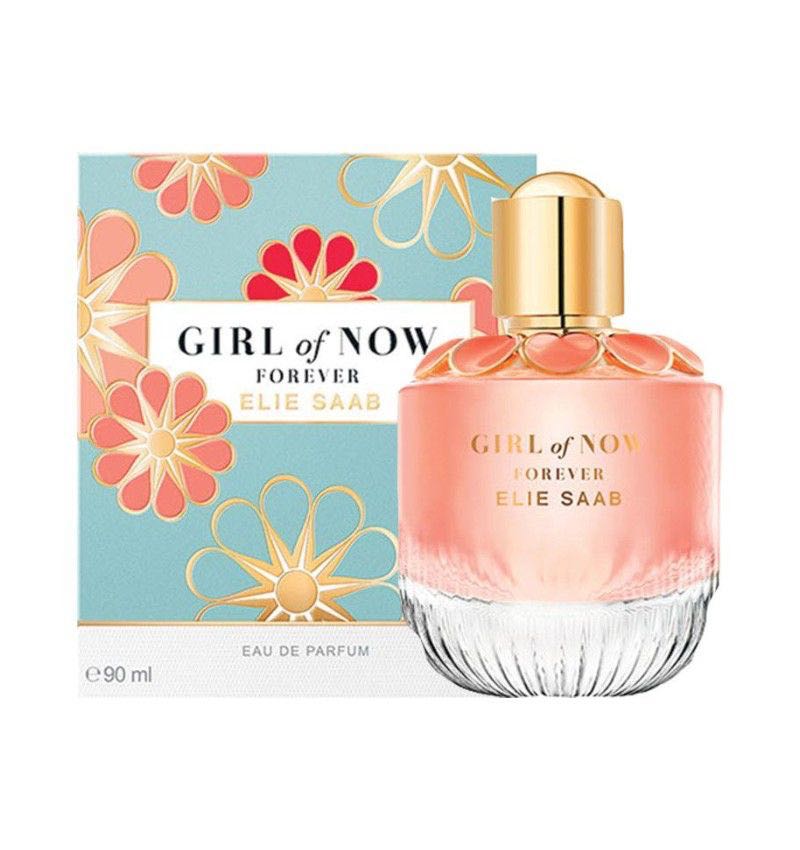 GIRL of NOW
FOREVER
ELIE SAAB
EAU DE PARFUM
℮90 ml
GIRL of NOW
FOREVER
ELIE SAAB